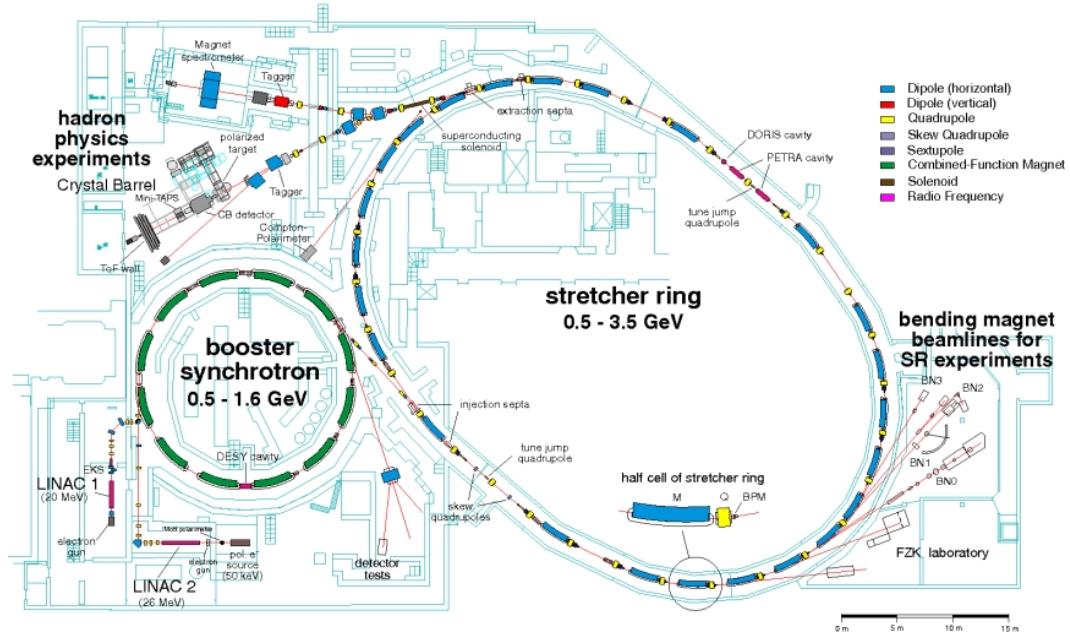 Magnet
spectrometer
Tagger
hadron
physics
experiments
polarized
target
Crystal Barrel
Mini-TAPS
Tagger
CB detector
ToF wall
Compton-
Polarimeter
extraction septa
superconducting
solenoid
DORIS cavity
PETRA cavity
tune jump
quadrupole
Dipole (horizontal)
Dipole (vertical)
Quadrupole
Skew Quadrupole
Sextupole
Combined-Function Magnet
Solenoid
Radio Frequency
stretcher ring
0.5 - 3.5 GeV
booster
synchrotron
0.5 - 1.6 GeV
bending magnet
beamlines for
SR experiments
BN3
BN2
BN1
BN0
injection septa
tune jump
quadrupole
skew
quadrupoles
half cell of stretcher ring
M
Q
BPM
DESY cavity
EKS
LINAC 1
(20 MeV)
electron
gun
Mott polarimeter
electron
gun
pol. e-
source
(50 keV)
LINAC 2
(26 MeV)
detector
tests
FZK laboratory
0 m
5 m
10 m
15 m